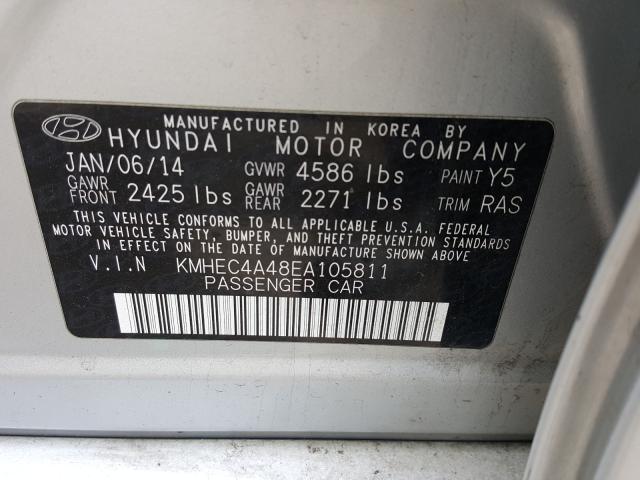 MANUFACTURED IN KOREA BY
HYUNDAI MOTOR COMPANY
JAN/06/14 GVWR 4586 lbs PAINT Y5
GAWR FRONT 2425 lbs GAWR REAR 2271 lbs TRIM RAS
THIS VEHICLE CONFORMS TO ALL APPLICABLE U.S.A. FEDERAL
MOTOR VEHICLE SAFETY, BUMPER, AND THEFT PREVENTION STANDARDS
IN EFFECT ON THE DATE OF MANUFACTURE SHOWN ABOVE
V.I.N KMHEC4A48EA105811
PASSENGER CAR